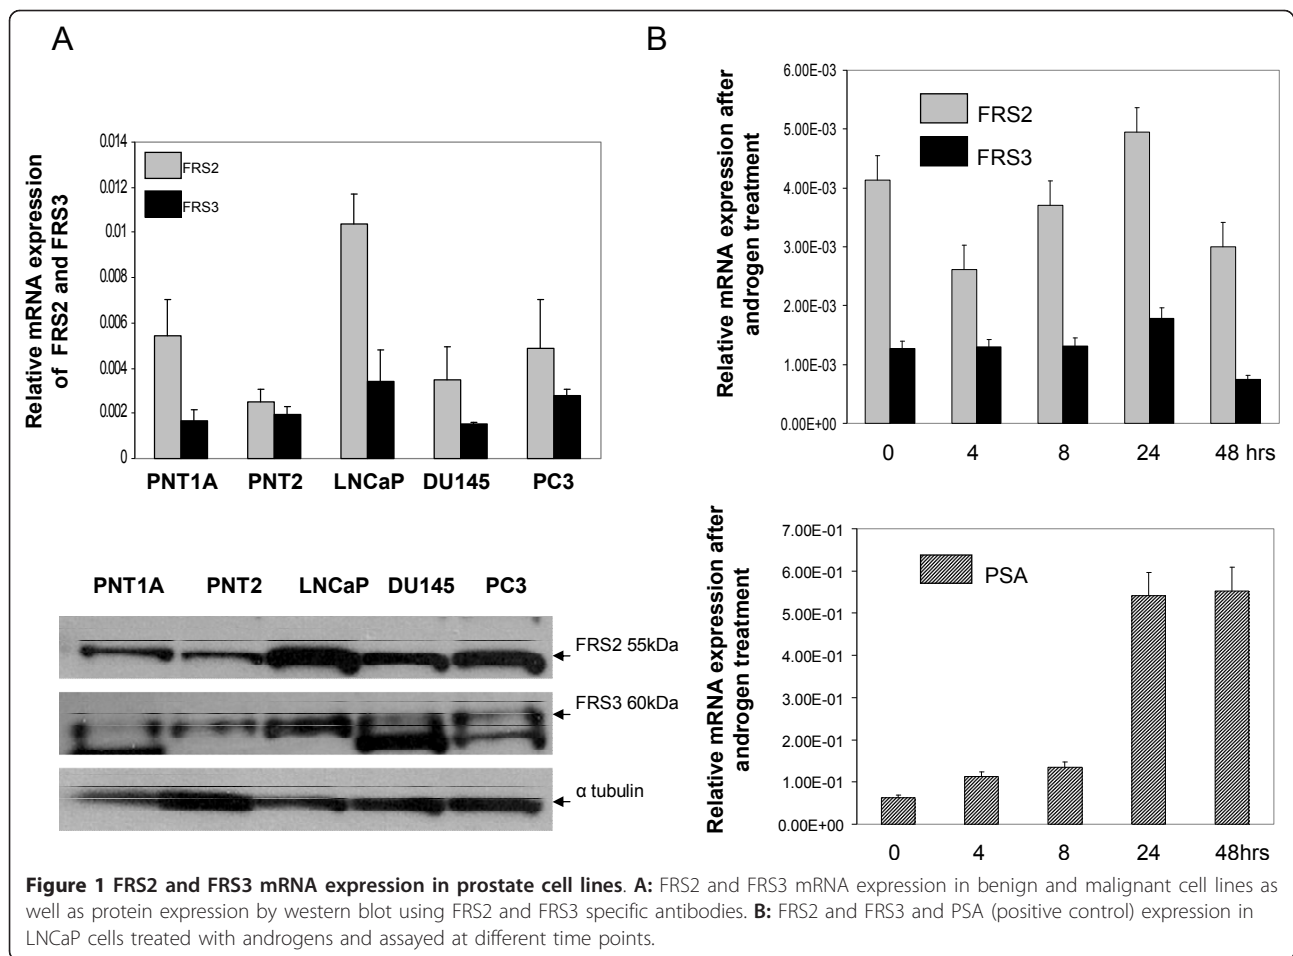 A
Relative mRNA expression
of FRS2 and FRS3
0.014
0.012
0.01
0.008
0.006
0.004
0.002
0
FRS2
FRS3
PNT1A PNT2 LNCaP DU145 PC3
PNT1A PNT2 LNCaP DU145 PC3
FRS2 55kDa
FRS3 60kDa
α tubulin
B
Relative mRNA expression after
androgen treatment
6.00E-03
5.00E-03
4.00E-03
3.00E-03
2.00E-03
1.00E-03
0.00E+00
FRS2
FRS3
0 4 8 24 48 hrs
Relative mRNA expression after
androgen treatment
7.00E-01
6.00E-01
5.00E-01
4.00E-01
3.00E-01
2.00E-01
1.00E-01
0.00E+00
PSA
0 4 8 24 48hrs
Figure 1 FRS2 and FRS3 mRNA expression in prostate cell lines. A: FRS2 and FRS3 mRNA expression in benign and malignant cell lines as
well as protein expression by western blot using FRS2 and FRS3 specific antibodies. B: FRS2 and FRS3 and PSA (positive control) expression in
LNCaP cells treated with androgens and assayed at different time points.